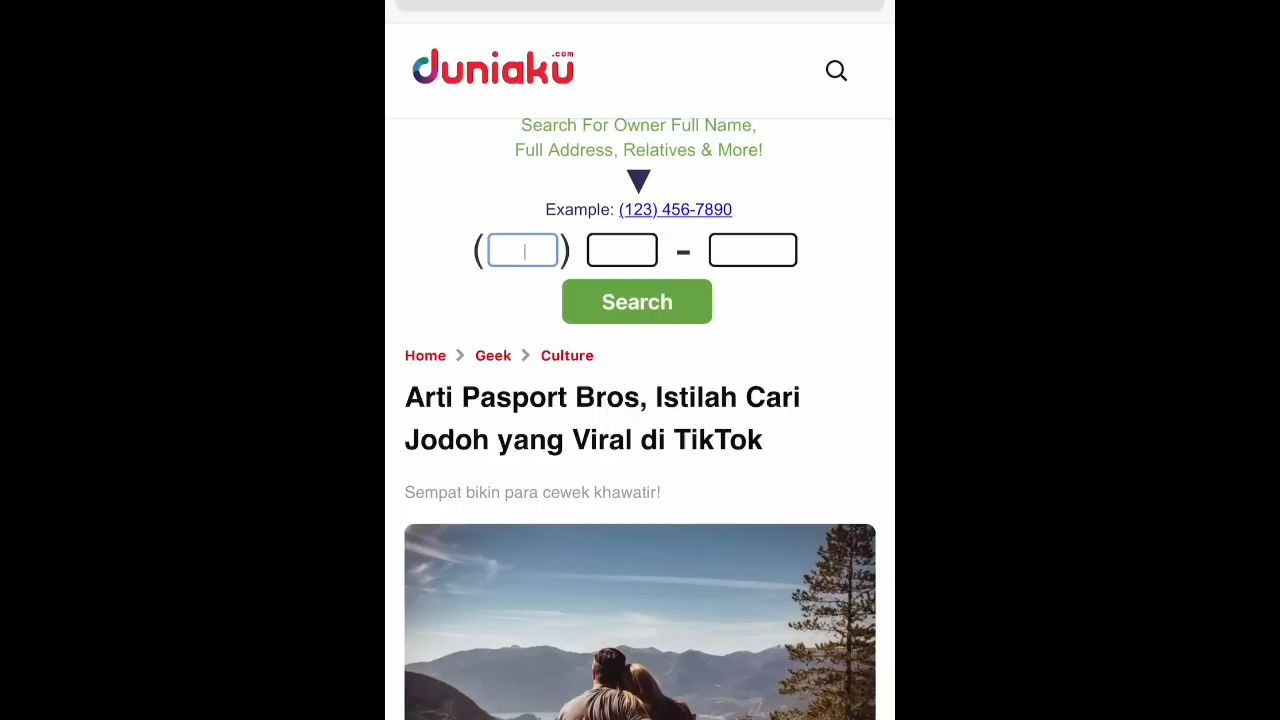 duniaku.com
Search For Owner Full Name,
Full Address, Relatives & More!
Example: (123) 456-7890
( ) -
Search
Home > Geek > Culture
Arti Pasport Bros, Istilah Cari
Jodoh yang Viral di TikTok
Sempat bikin para cewek khawatir!